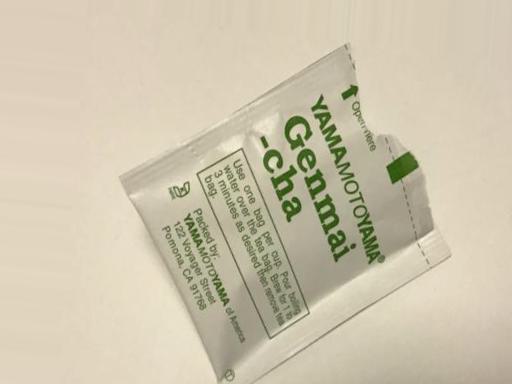 Open Here
YAMAMOTOYAMA®
Genmai
-cha
Use one bag per cup. Pour boiling
water over the tea bag. Brew for 1 to
3 minutes as desired then remove tea
bag.
Packed by:
YAMAMOTOYAMA of America
122 Voyager Street
Pomona, CA 91768